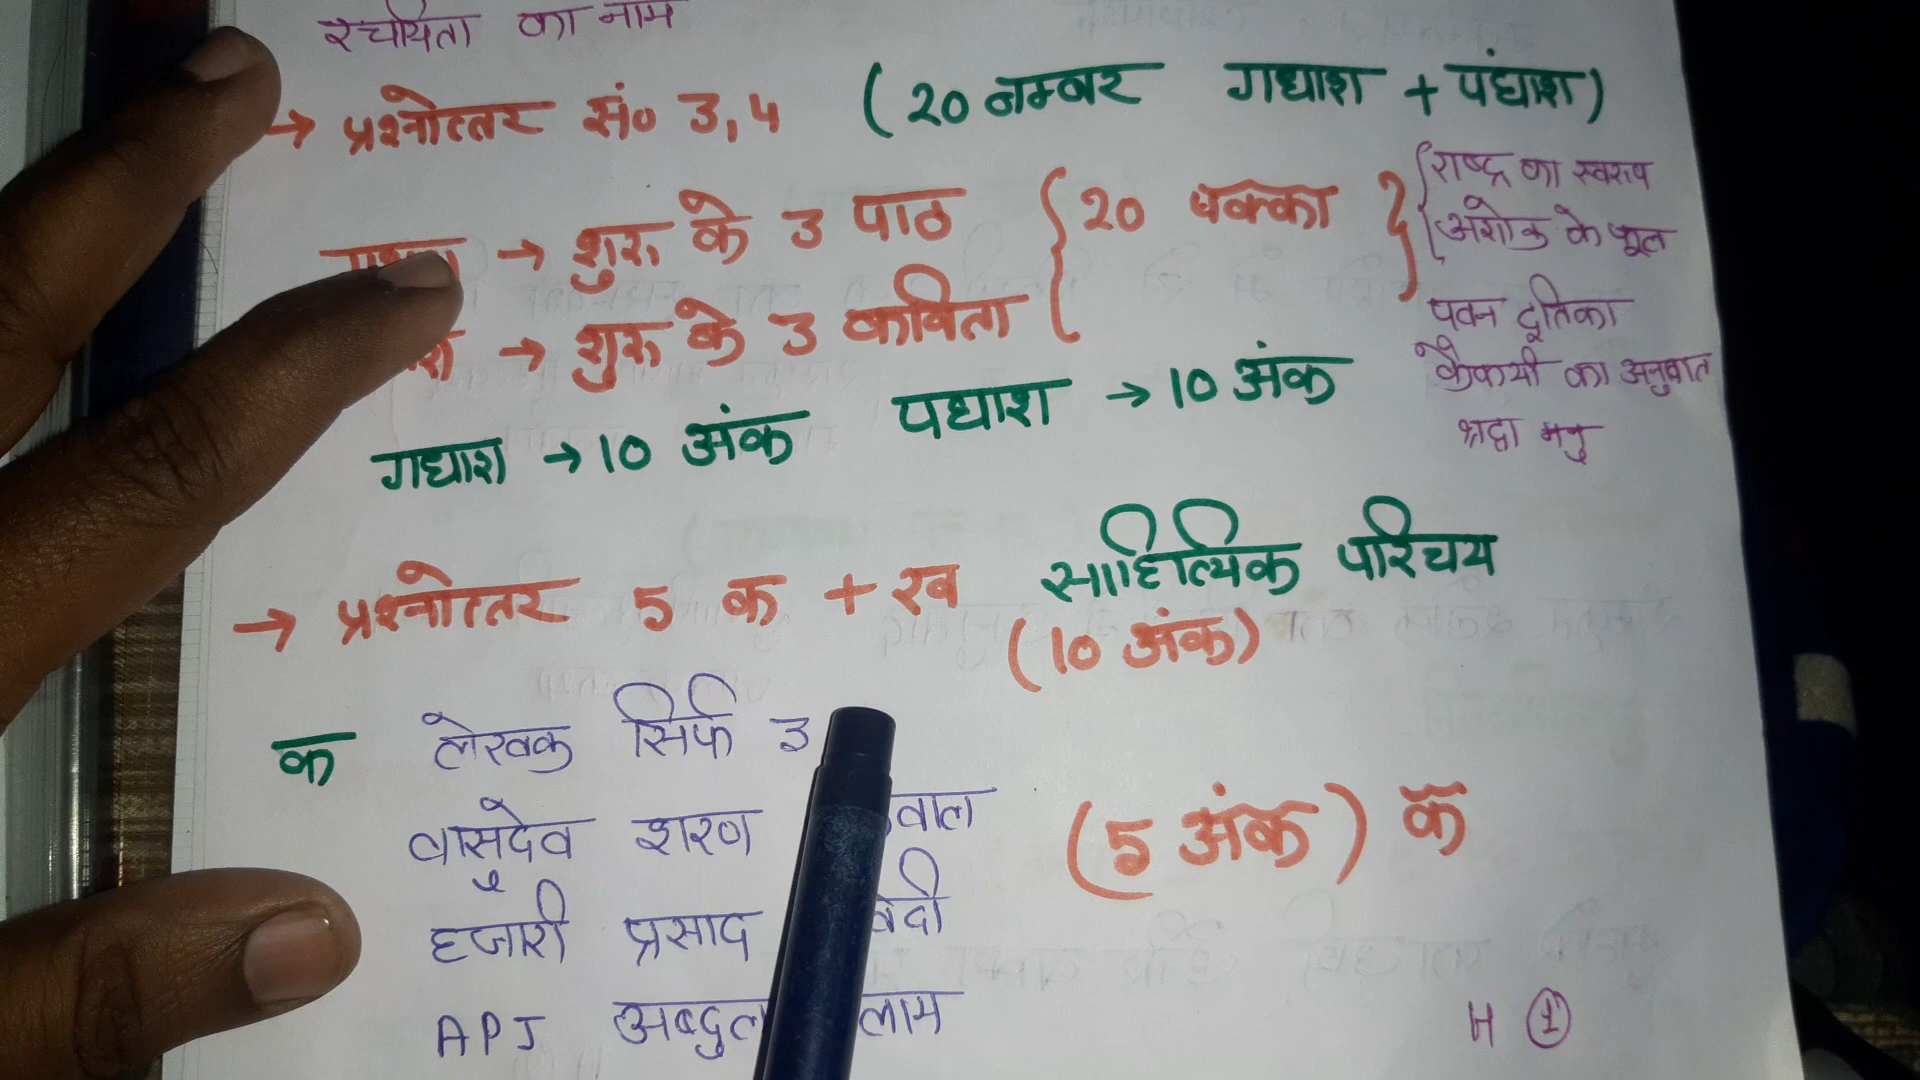 रचयिता का नाम
→ प्रश्नोत्तर सं० 3,4 (20 नम्बर गद्यांश + पंद्यांश)
→ शुरू के 3 पाठ { 20 पक्का } { राष्ट्र का स्वरूप
अशोक के फूल
→ शुरू के 3 कविता
पवन दूतिका
कैकयी का अनुताप
श्रद्धा मनु
गद्याश → 10 अंक पद्याश → 10 अंक
→ प्रश्नोत्तर 5 क + ख साहित्यिक परिचय
(10 अंक)
क लेखक सिर्फ 3
वासुदेव शरण
(5 अंक) क
हजारी प्रसाद
APJ अब्दुल
H ①